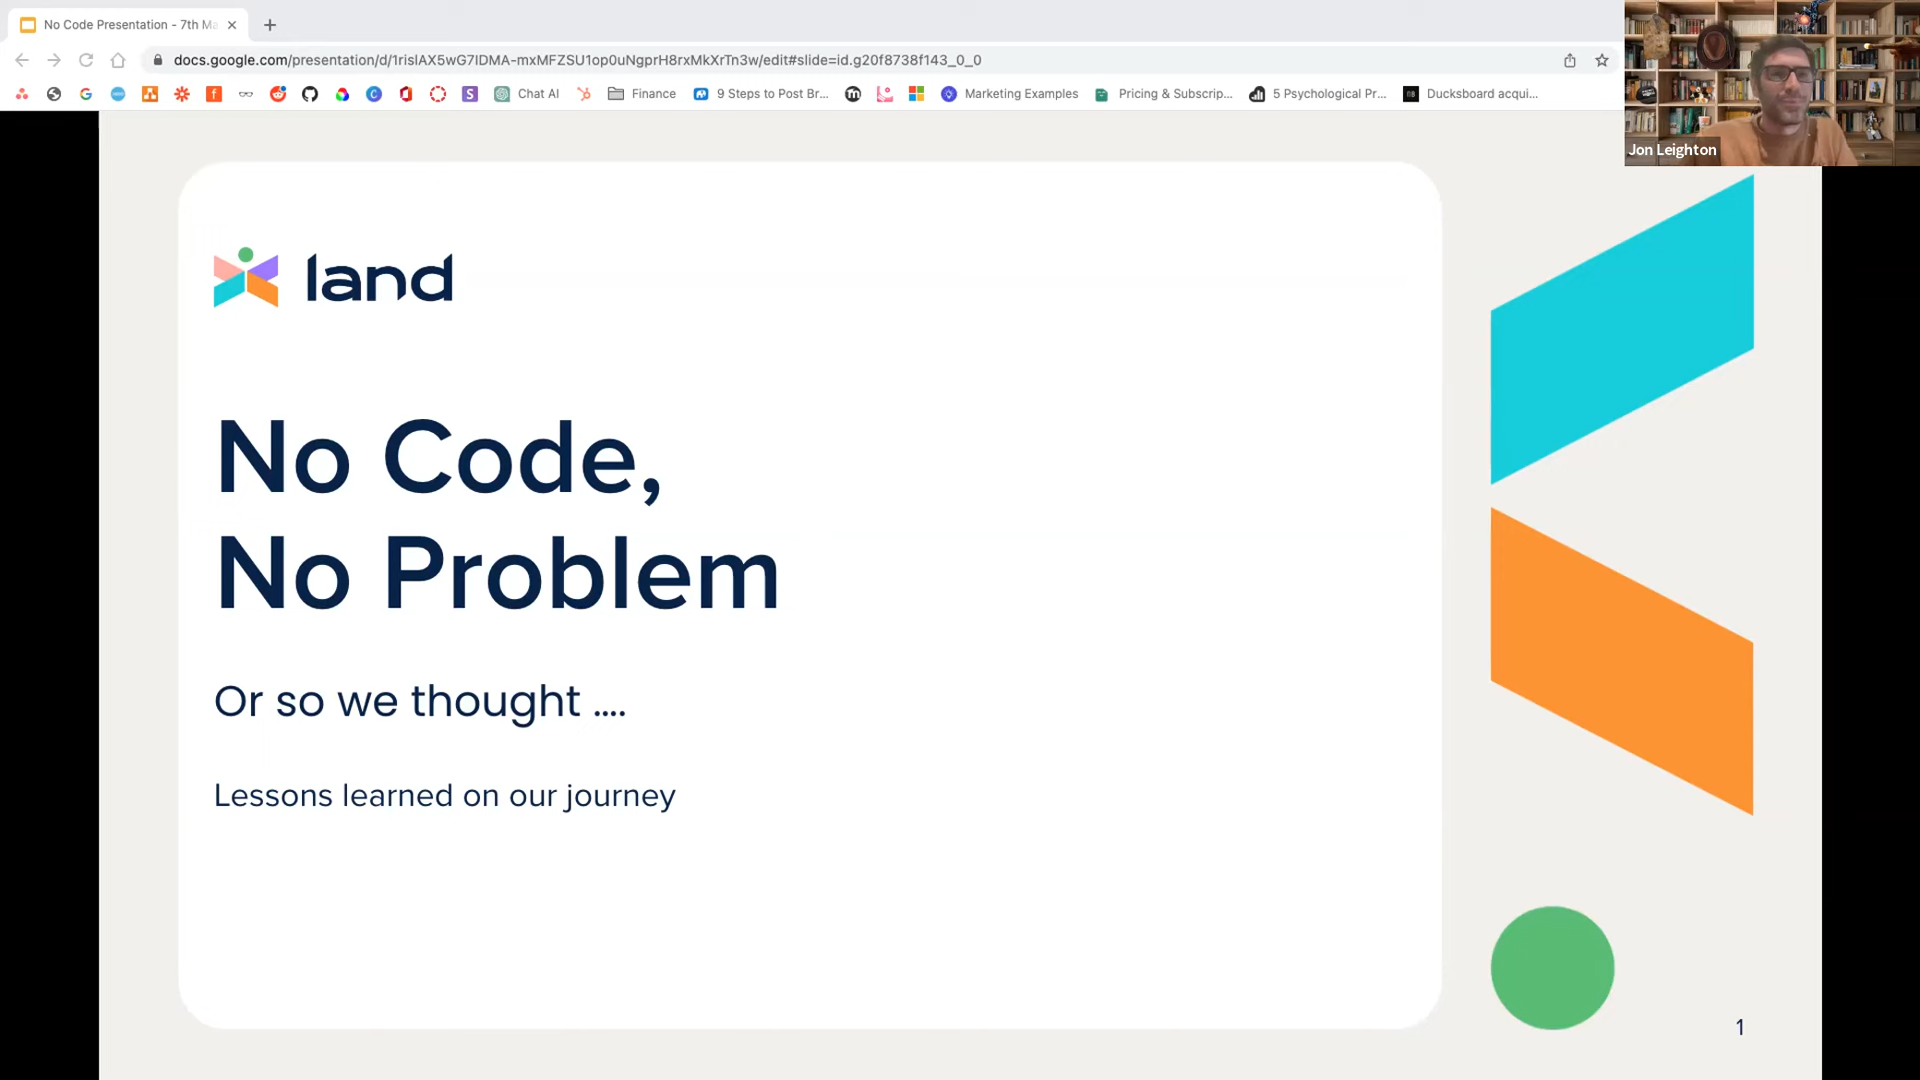 No Code Presentation - 7th Ma
docs.google.com/presentation/d/1rislAX5wG7lDMA-mxMFZSU1op0uNgprH8rxMkXrTn3w/edit#slide=id.g20f8738f143_0_0
Chat AI
Finance
9 Steps to Post Br...
Marketing Examples
Pricing & Subscrip...
5 Psychological Pr...
Ducksboard acqui...
Jon Leighton
land
No Code,
No Problem
Or so we thought ....
Lessons learned on our journey
1